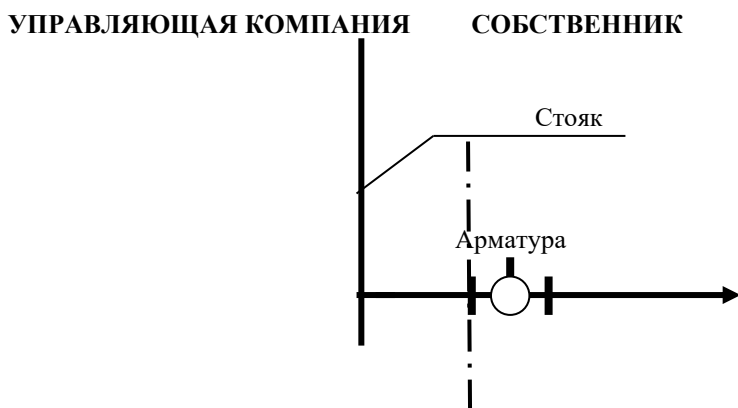 УПРАВЛЯЮЩАЯ КОМПАНИЯ СОБСТВЕННИК
Стояк
Арматура